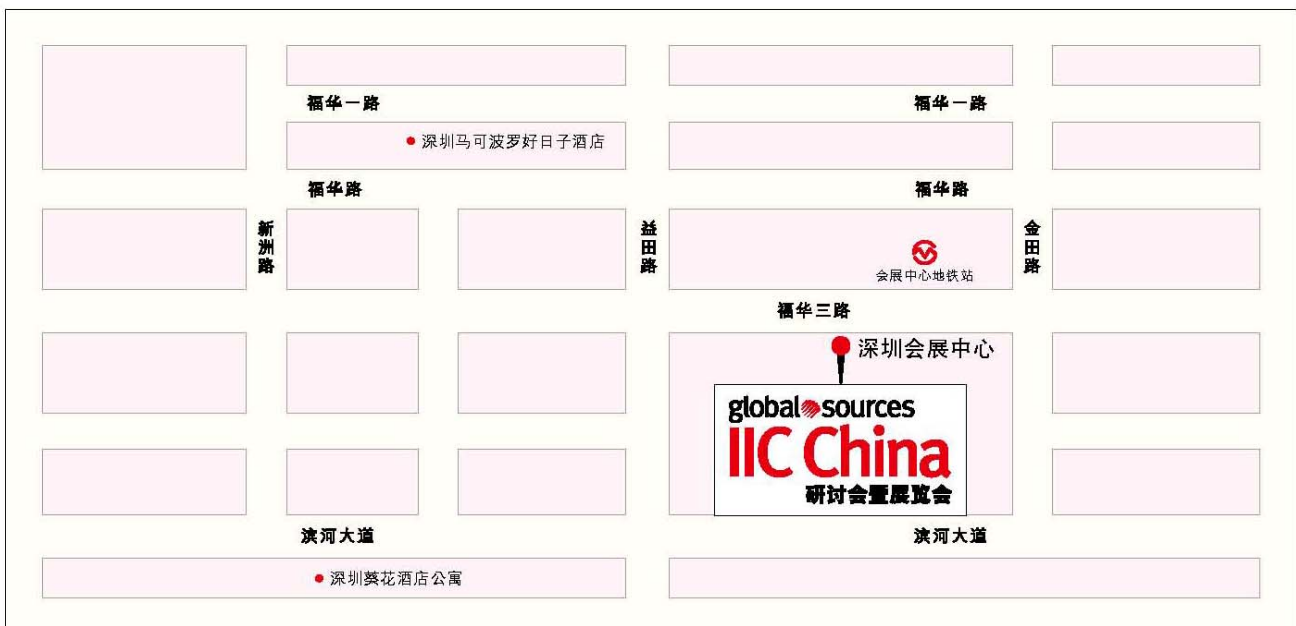 福华一路
福华一路
深圳马可波罗好日子酒店
福华路
福华路
新洲路
益田路
金田路
会展中心地铁站
福华三路
深圳会展中心
global sources
IIC China
研讨会暨展览会
滨河大道
滨河大道
深圳葵花酒店公寓